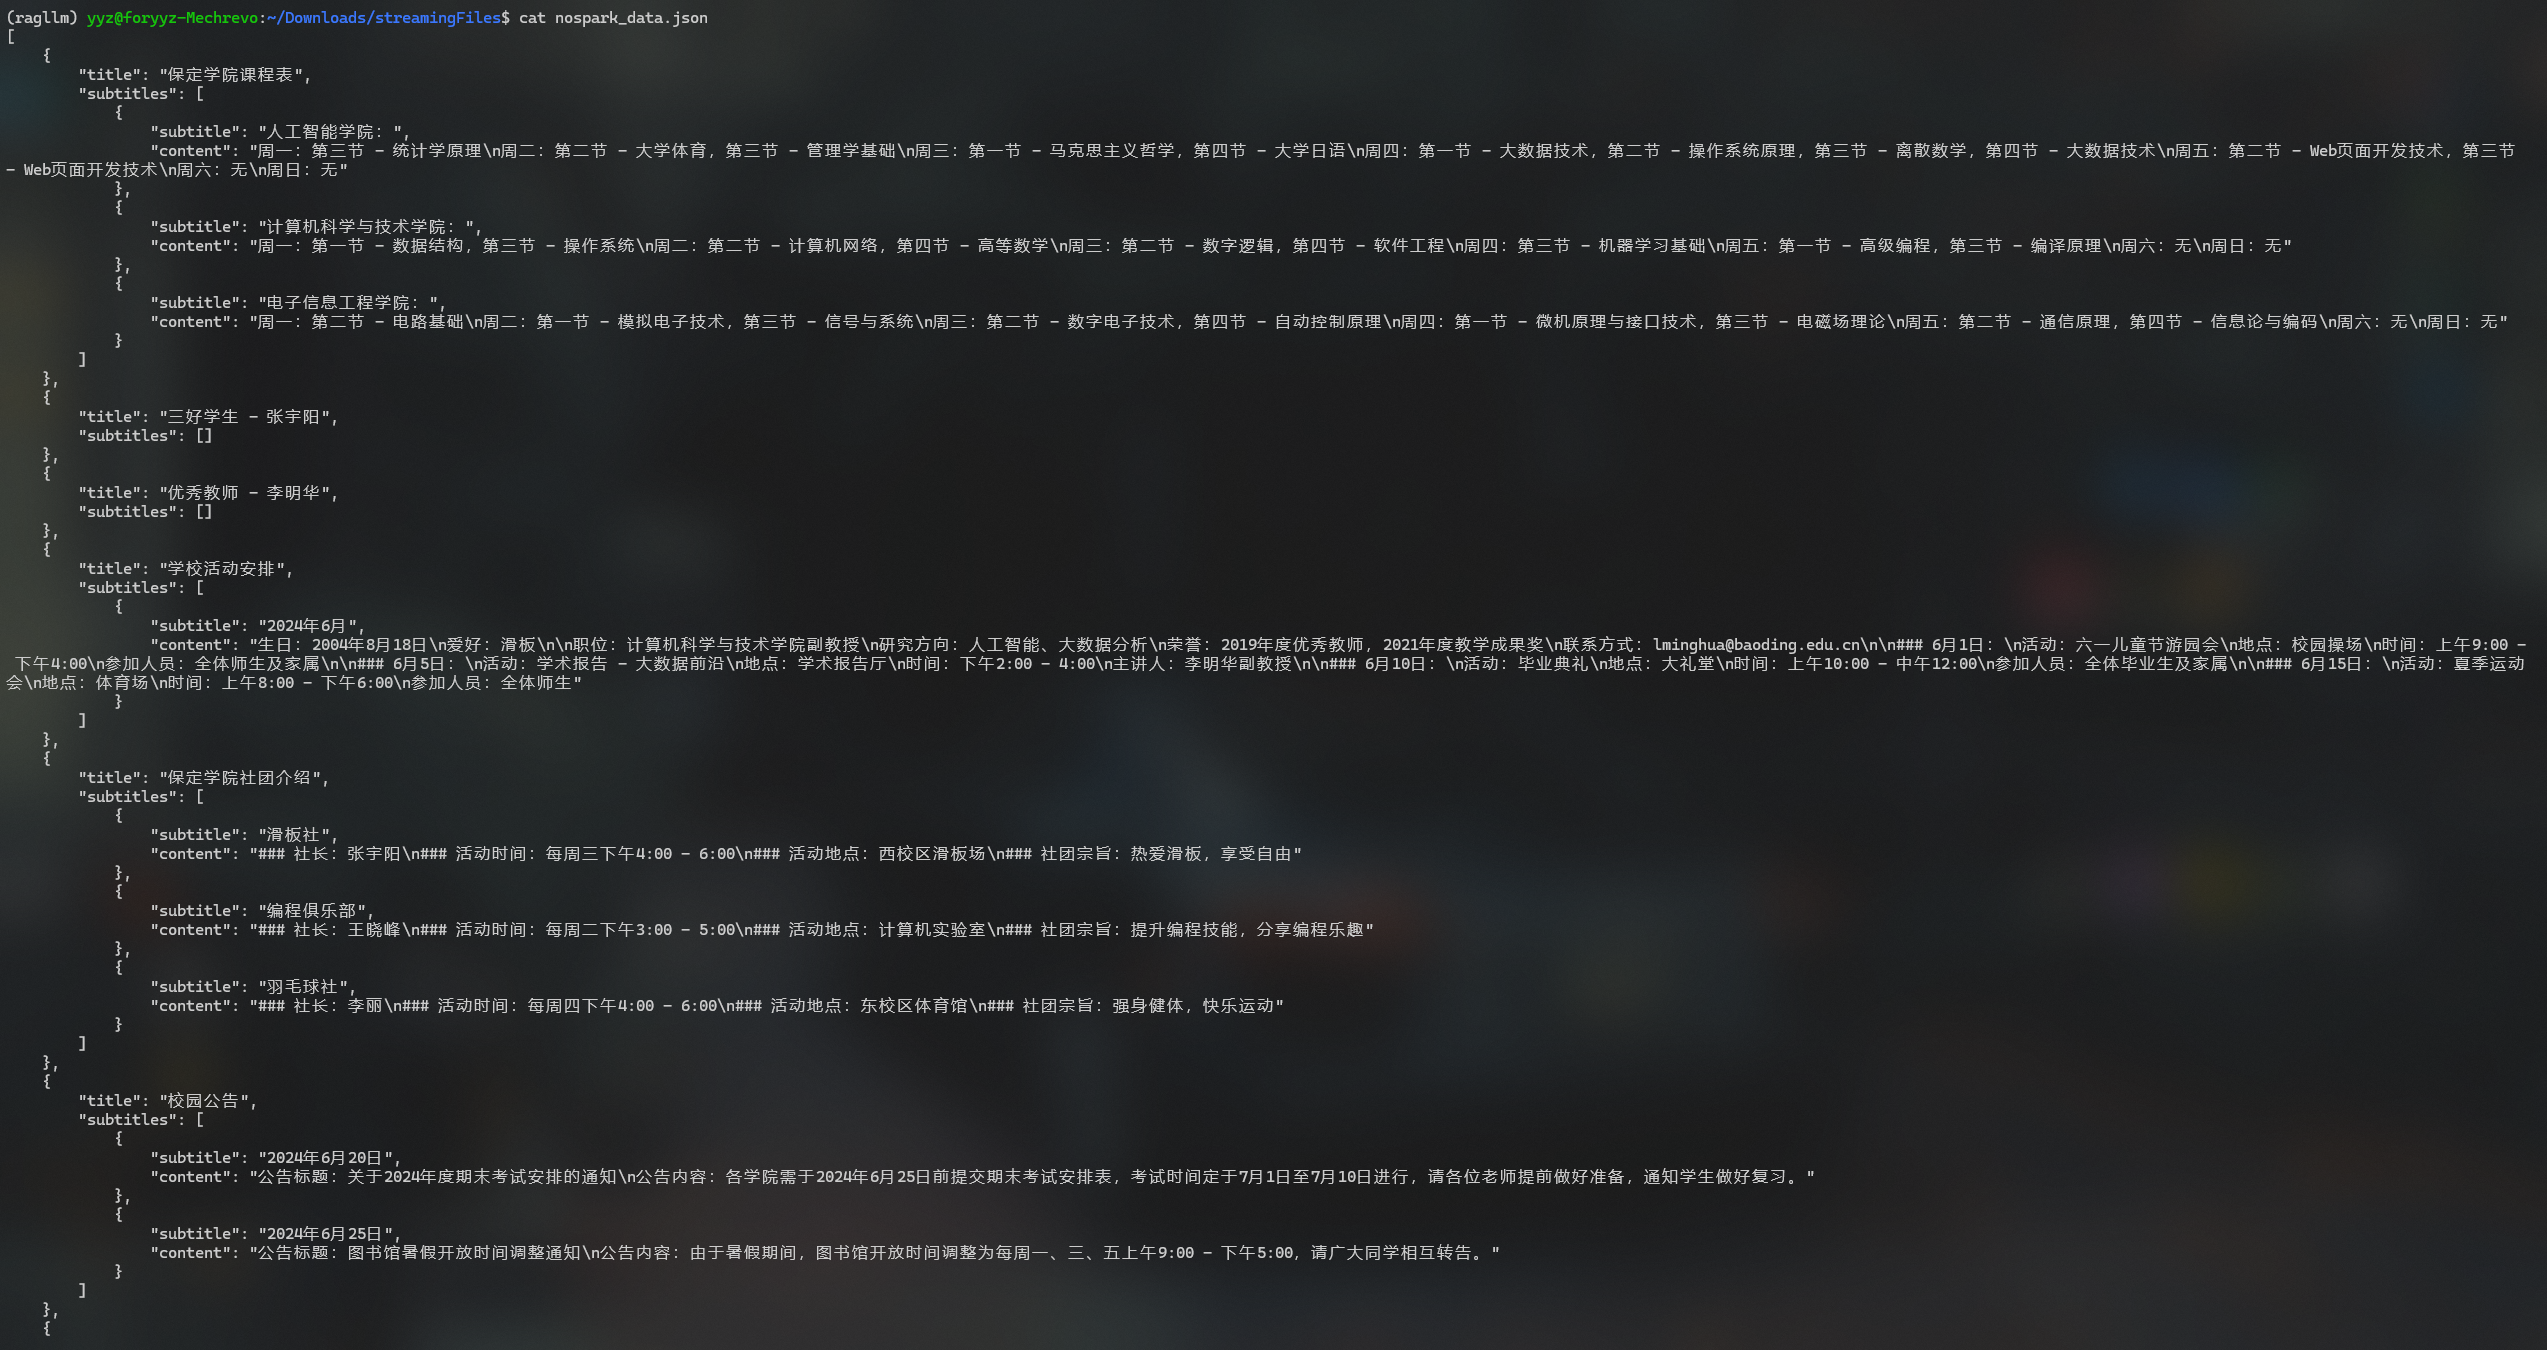 (ragllm) yyz@foryyz-Mechrevo:~/Downloads/streamingFiles$ cat nospark_data.json
[
    {
        "title": "保定学院课程表",
        "subtitles": [
            {
                "subtitle": "人工智能学院：",
                "content": "周一：第三节 - 统计学原理\n周二：第二节 - 大学体育，第三节 - 管理学基础\n周三：第一节 - 马克思主义哲学，第四节 - 大学日语\n周四：第一节 - 大数据技术，第二节 - 操作系统原理，第三节 - 离散数学，第四节 - 大数据技术\n周五：第二节 - Web页面开发技术，第三节
- Web页面开发技术\n周六：无\n周日：无"
            },
            {
                "subtitle": "计算机科学与技术学院：",
                "content": "周一：第一节 - 数据结构，第三节 - 操作系统\n周二：第二节 - 计算机网络，第四节 - 高等数学\n周三：第二节 - 数字逻辑，第四节 - 软件工程\n周四：第三节 - 机器学习基础\n周五：第一节 - 高级编程，第三节 - 编译原理\n周六：无\n周日：无"
            },
            {
                "subtitle": "电子信息工程学院：",
                "content": "周一：第二节 - 电路基础\n周二：第一节 - 模拟电子技术，第三节 - 信号与系统\n周三：第二节 - 数字电子技术，第四节 - 自动控制原理\n周四：第一节 - 微机原理与接口技术，第三节 - 电磁场理论\n周五：第二节 - 通信原理，第四节 - 信息论与编码\n周六：无\n周日：无"
            }
        ]
    },
    {
        "title": "三好学生 - 张宇阳",
        "subtitles": []
    },
    {
        "title": "优秀教师 - 李明华",
        "subtitles": []
    },
    {
        "title": "学校活动安排",
        "subtitles": [
            {
                "subtitle": "2024年6月",
                "content": "生日：2004年8月18日\n爱好：滑板\n\n职位：计算机科学与技术学院副教授\n研究方向：人工智能、大数据分析\n荣誉：2019年度优秀教师，2021年度教学成果奖\n联系方式：lminghua@baoding.edu.cn\n\n### 6月1日：\n活动：六一儿童节游园会\n地点：校园操场\n时间：上午9:00 -
下午4:00\n参加人员：全体师生及家属\n\n### 6月5日：\n活动：学术报告 - 大数据前沿\n地点：学术报告厅\n时间：下午2:00 - 4:00\n主讲人：李明华副教授\n\n### 6月10日：\n活动：毕业典礼\n地点：大礼堂\n时间：上午10:00 - 中午12:00\n参加人员：全体毕业生及家属\n\n### 6月15日：\n活动：夏季运动
会\n地点：体育场\n时间：上午8:00 - 下午6:00\n参加人员：全体师生"
            }
        ]
    },
    {
        "title": "保定学院社团介绍",
        "subtitles": [
            {
                "subtitle": "滑板社",
                "content": "### 社长：张宇阳\n### 活动时间：每周三下午4:00 - 6:00\n### 活动地点：西校区滑板场\n### 社团宗旨：热爱滑板，享受自由"
            },
            {
                "subtitle": "编程俱乐部",
                "content": "### 社长：王晓峰\n### 活动时间：每周二下午3:00 - 5:00\n### 活动地点：计算机实验室\n### 社团宗旨：提升编程技能，分享编程乐趣"
            },
            {
                "subtitle": "羽毛球社",
                "content": "### 社长：李丽\n### 活动时间：每周四下午4:00 - 6:00\n### 活动地点：东校区体育馆\n### 社团宗旨：强身健体，快乐运动"
            }
        ]
    },
    {
        "title": "校园公告",
        "subtitles": [
            {
                "subtitle": "2024年6月20日",
                "content": "公告标题：关于2024年度期末考试安排的通知\n公告内容：各学院需于2024年6月25日前提交期末考试安排表，考试时间定于7月1日至7月10日进行，请各位老师提前做好准备，通知学生做好复习。"
            },
            {
                "subtitle": "2024年6月25日",
                "content": "公告标题：图书馆暑假开放时间调整通知\n公告内容：由于暑假期间，图书馆开放时间调整为每周一、三、五上午9:00 - 下午5:00，请广大同学相互转告。"
            }
        ]
    },
    {